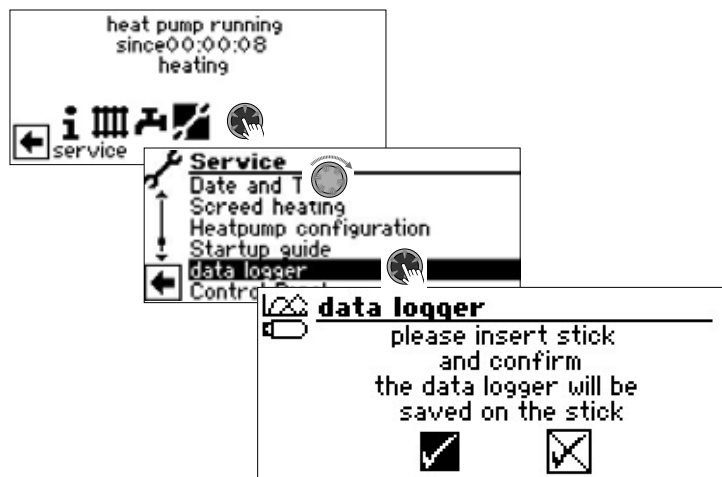 heat pump running
since00:00:08
heating
service
Service
Date and T
Screed heating
Heatpump configuration
Startup guide
data logger
Contr
data logger
please insert stick
and confirm
the data logger will be
saved on the stick